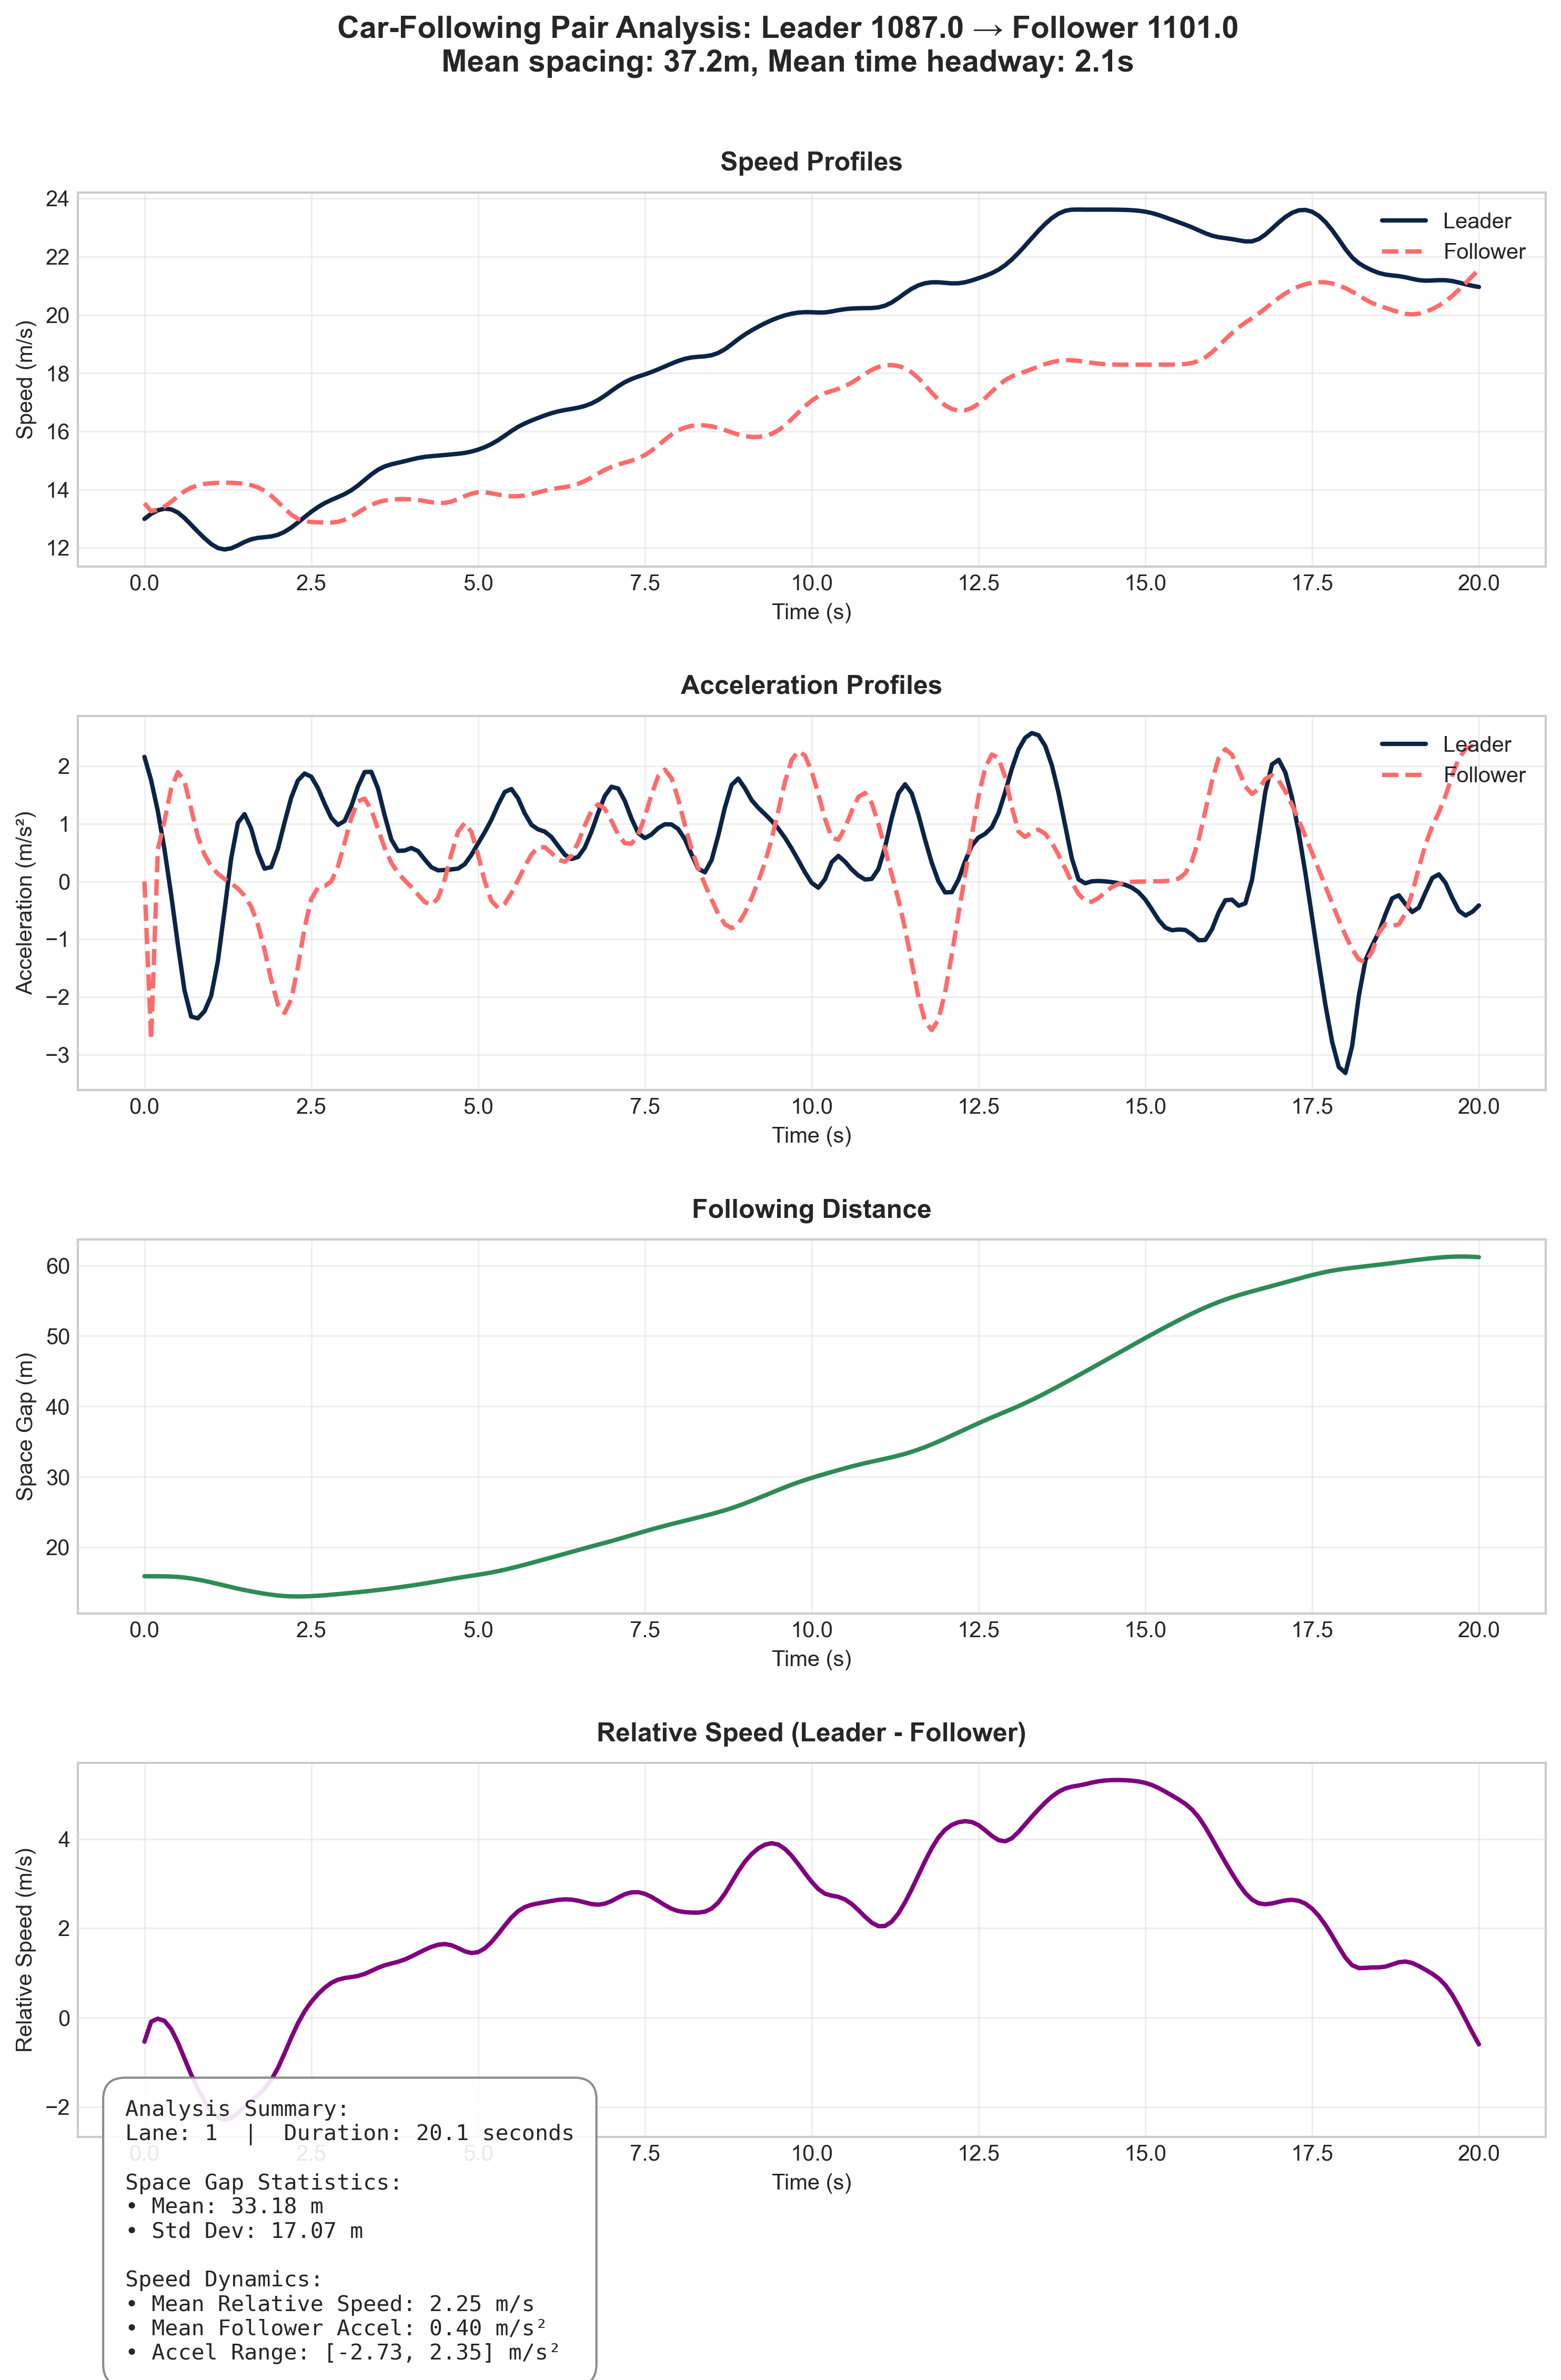 Car-Following Pair Analysis: Leader 1087.0 → Follower 1101.0
Mean spacing: 37.2m, Mean time headway: 2.1s
Speed Profiles
24
22
20
18
16
14
12
Speed (m/s)
Leader
Follower
0.0 2.5 5.0 7.5 10.0 12.5 15.0 17.5 20.0
Time (s)
Acceleration Profiles
2
1
0
−1
−2
−3
Acceleration (m/s²)
Leader
Follower
0.0 2.5 5.0 7.5 10.0 12.5 15.0 17.5 20.0
Time (s)
Following Distance
60
50
40
30
20
Space Gap (m)
0.0 2.5 5.0 7.5 10.0 12.5 15.0 17.5 20.0
Time (s)
Relative Speed (Leader - Follower)
4
2
0
−2
Relative Speed (m/s)
0.0 2.5 5.0 7.5 10.0 12.5 15.0 17.5 20.0
Time (s)
Analysis Summary:
Lane: 1 | Duration: 20.1 seconds
Space Gap Statistics:
• Mean: 33.18 m
• Std Dev: 17.07 m
Speed Dynamics:
• Mean Relative Speed: 2.25 m/s
• Mean Follower Accel: 0.40 m/s²
• Accel Range: [-2.73, 2.35] m/s²